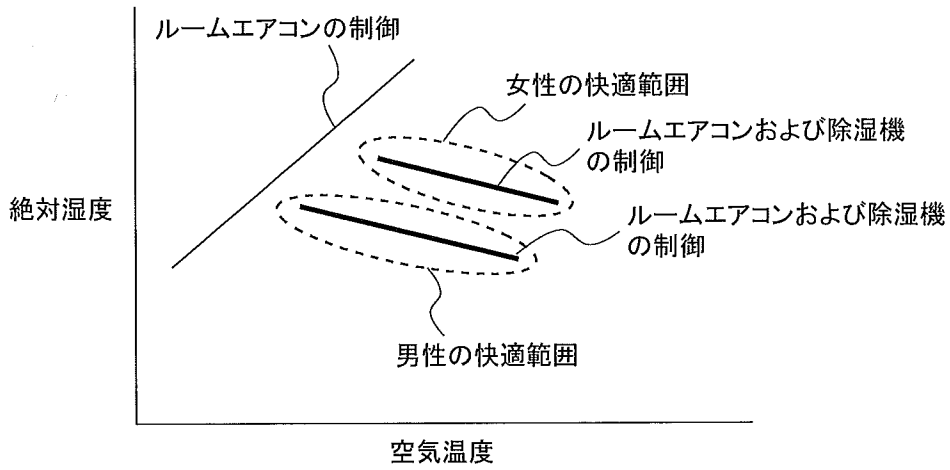 ルームエアコンの制御
女性の快適範囲
ルームエアコンおよび除湿機
の制御
絶対湿度
ルームエアコンおよび除湿機
の制御
男性の快適範囲
空気温度